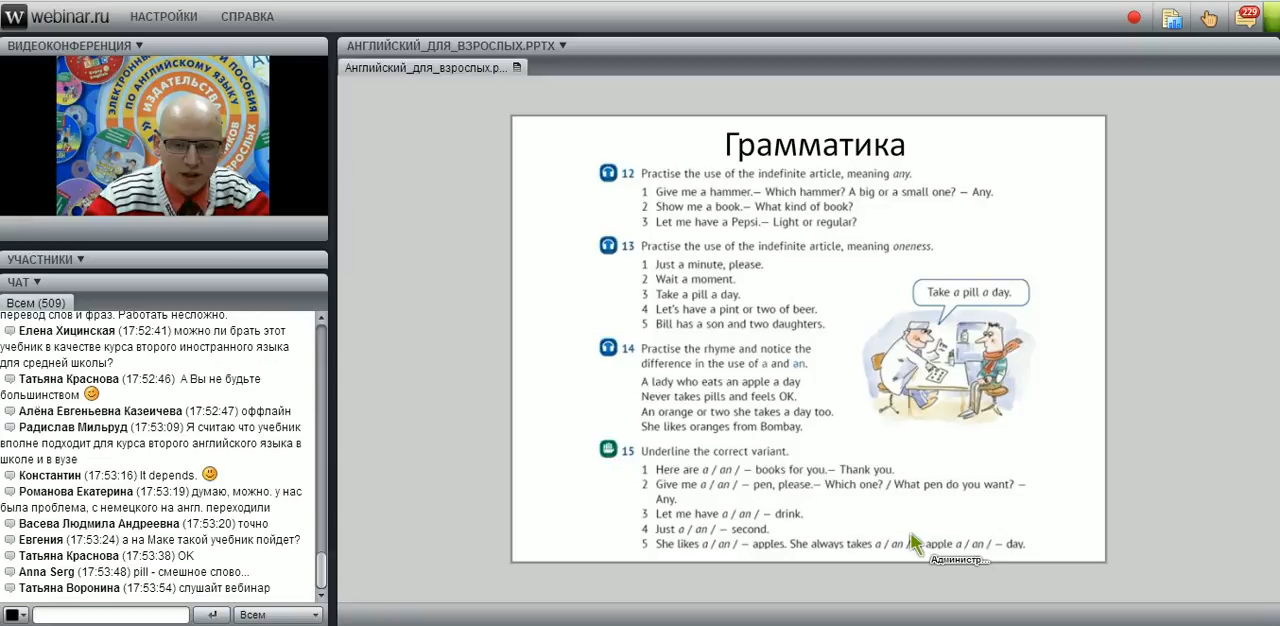 W webinar.ru НАСТРОЙКИ СПРАВКА
229
ВИДЕОКОНФЕРЕНЦИЯ
ЭЛЕКТРОННЫЕ ПОСОБИЯ
ПО АНГЛИЙСКОМУ ЯЗЫКУ
ИЗДАТЕЛЬСТВА
УЧАСТНИКИ
ЧАТ
Всем (509)
перевод слов и фраз. Работать несложно.
Елена Хицинская (17:52:41) можно ли брать этот
учебник в качестве курса второго иностранного языка
для средней школы?
Татьяна Краснова (17:52:46) А Вы не будьте
большинством
Алёна Евгеньевна Казеичева (17:52:47) оффлайн
Радислав Мильруд (17:53:09) Я считаю что учебник
вполне подходит для курса второго английского языка в
школе и в вузе
Константин (17:53:16) It depends.
Романова Екатерина (17:53:19) думаю, можно. у нас
была проблема, с немецкого на англ. переходили
Васева Людмила Андреевна (17:53:20) точно
Евгения (17:53:24) а на Маке такой учебник пойдет?
Татьяна Краснова (17:53:38) OK
Anna Serg (17:53:48) pill - смешное слово...
Татьяна Воронина (17:53:54) слушайт вебинар
Всем
АНГЛИЙСКИЙ_ДЛЯ_ВЗРОСЛЫХ.PPTX
Английский_для_взрослых.p...
Грамматика
12 Practise the use of the indefinite article, meaning any.
1 Give me a hammer.– Which hammer? A big or a small one? – Any.
2 Show me a book.– What kind of book?
3 Let me have a Pepsi.– Light or regular?
13 Practise the use of the indefinite article, meaning oneness.
1 Just a minute, please.
2 Wait a moment.
3 Take a pill a day.
4 Let's have a pint or two of beer.
5 Bill has a son and two daughters.
Take a pill a day.
14 Practise the rhyme and notice the
difference in the use of a and an.
A lady who eats an apple a day
Never takes pills and feels OK.
An orange or two she takes a day too.
She likes oranges from Bombay.
15 Underline the correct variant.
1 Here are a / an / – books for you.– Thank you.
2 Give me a / an / – pen, please.– Which one? / What pen do you want? –
Any.
3 Let me have a / an / – drink.
4 Just a / an / – second.
5 She likes a / an / – apples. She always takes a / an / apple a / an / – day.
Администр...